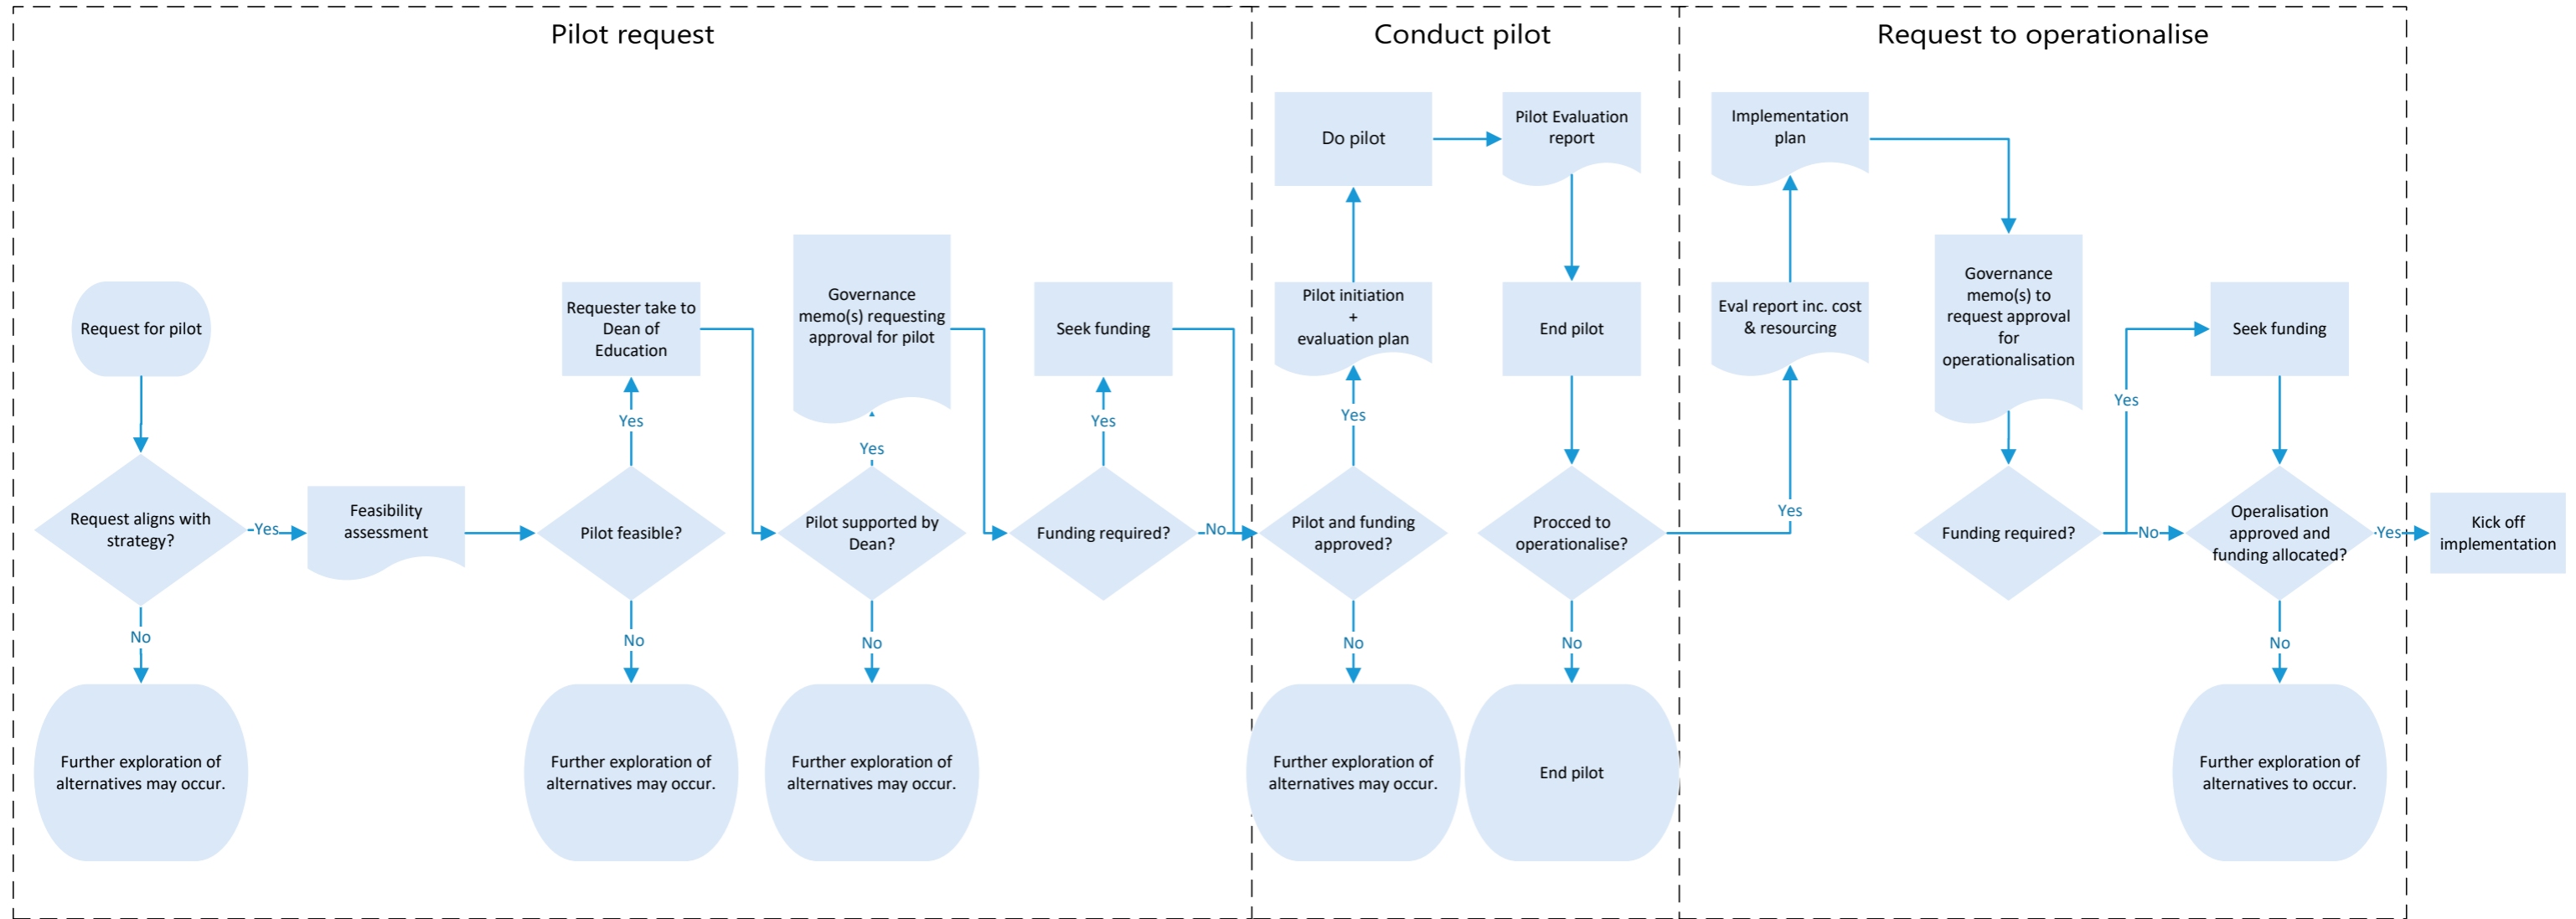 Pilot request
Request for pilot
Request aligns with
strategy?
Yes
No
Further exploration of
alternatives may occur.
Feasibility
assessment
Requester take to
Dean of
Education
Yes
Pilot feasible?
No
Further exploration of
alternatives may occur.
Governance
memo(s) requesting
approval for pilot
Yes
Pilot supported by
Dean?
No
Further exploration of
alternatives may occur.
Seek funding
Yes
Funding required?
No
Conduct pilot
Do pilot
Pilot initiation
+
evaluation plan
Yes
Pilot and funding
approved?
No
Further exploration of
alternatives may occur.
Pilot Evaluation
report
End pilot
Procced to
operationalise?
No
End pilot
Request to operationalise
Implementation
plan
Eval report inc. cost
& resourcing
Yes
Governance
memo(s) to
request approval
for
operationalisation
Funding required?
Yes
No
Seek funding
Operalisation
approved and
funding allocated?
Yes
No
Further exploration of
alternatives to occur.
Kick off
implementation